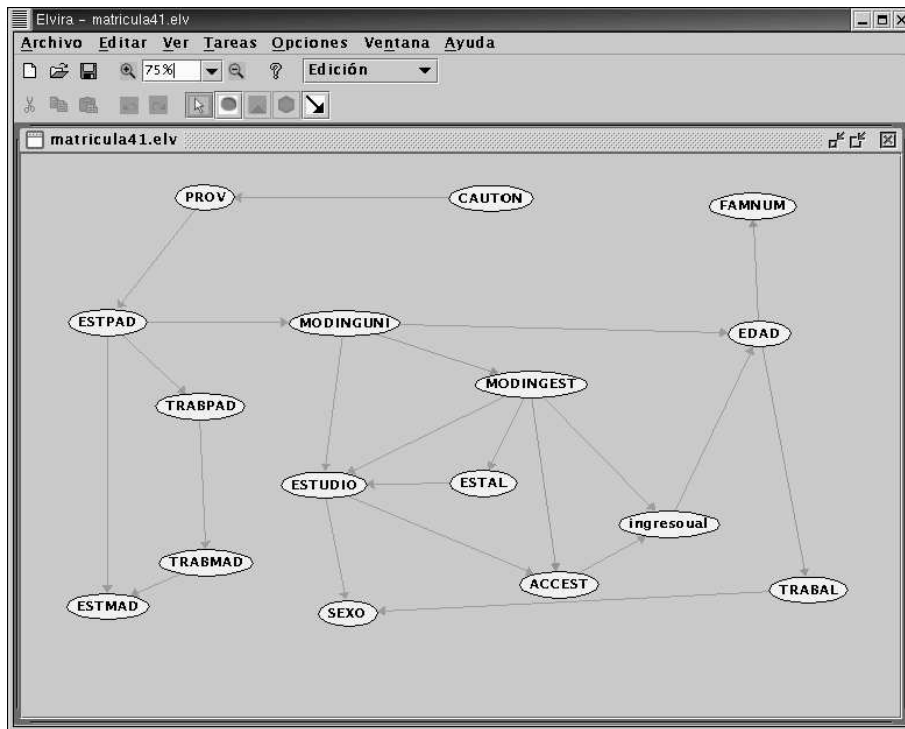 Elvira - matricula41.elv
Archivo Editar Ver Tareas Opciones Ventana Ayuda
75% Edición
matricula41.elv
PROV CAUTON FAMNUM
ESTPAD MODINGUNI EDAD
MODINGEST
TRABPAD
ESTUDIO ESTAL
ingresoual
TRABMAD ACCEST TRABAL
ESTMAD SEXO